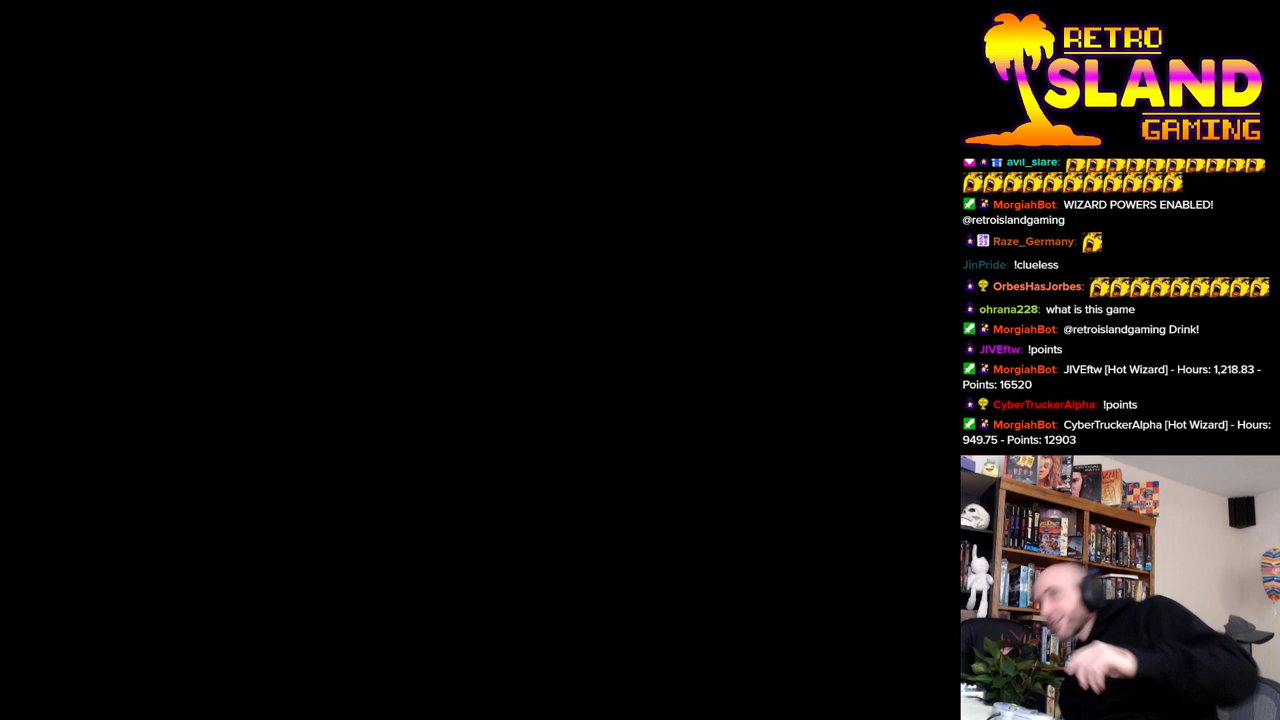 RETRO
ISLAND
GAMING
avil_slare:
MorgiahBot: WIZARD POWERS ENABLED!
@retroislandgaming
Raze_Germany:
JinPride: !clueless
OrbesHasJorbes:
ohrana228: what is this game
MorgiahBot: @retroislandgaming Drink!
JIVEftw: !points
MorgiahBot: JIVEftw [Hot Wizard] - Hours: 1,218.83 -
Points: 16520
CyberTruckerAlpha: !points
MorgiahBot: CyberTruckerAlpha [Hot Wizard] - Hours:
949.75 - Points: 12903